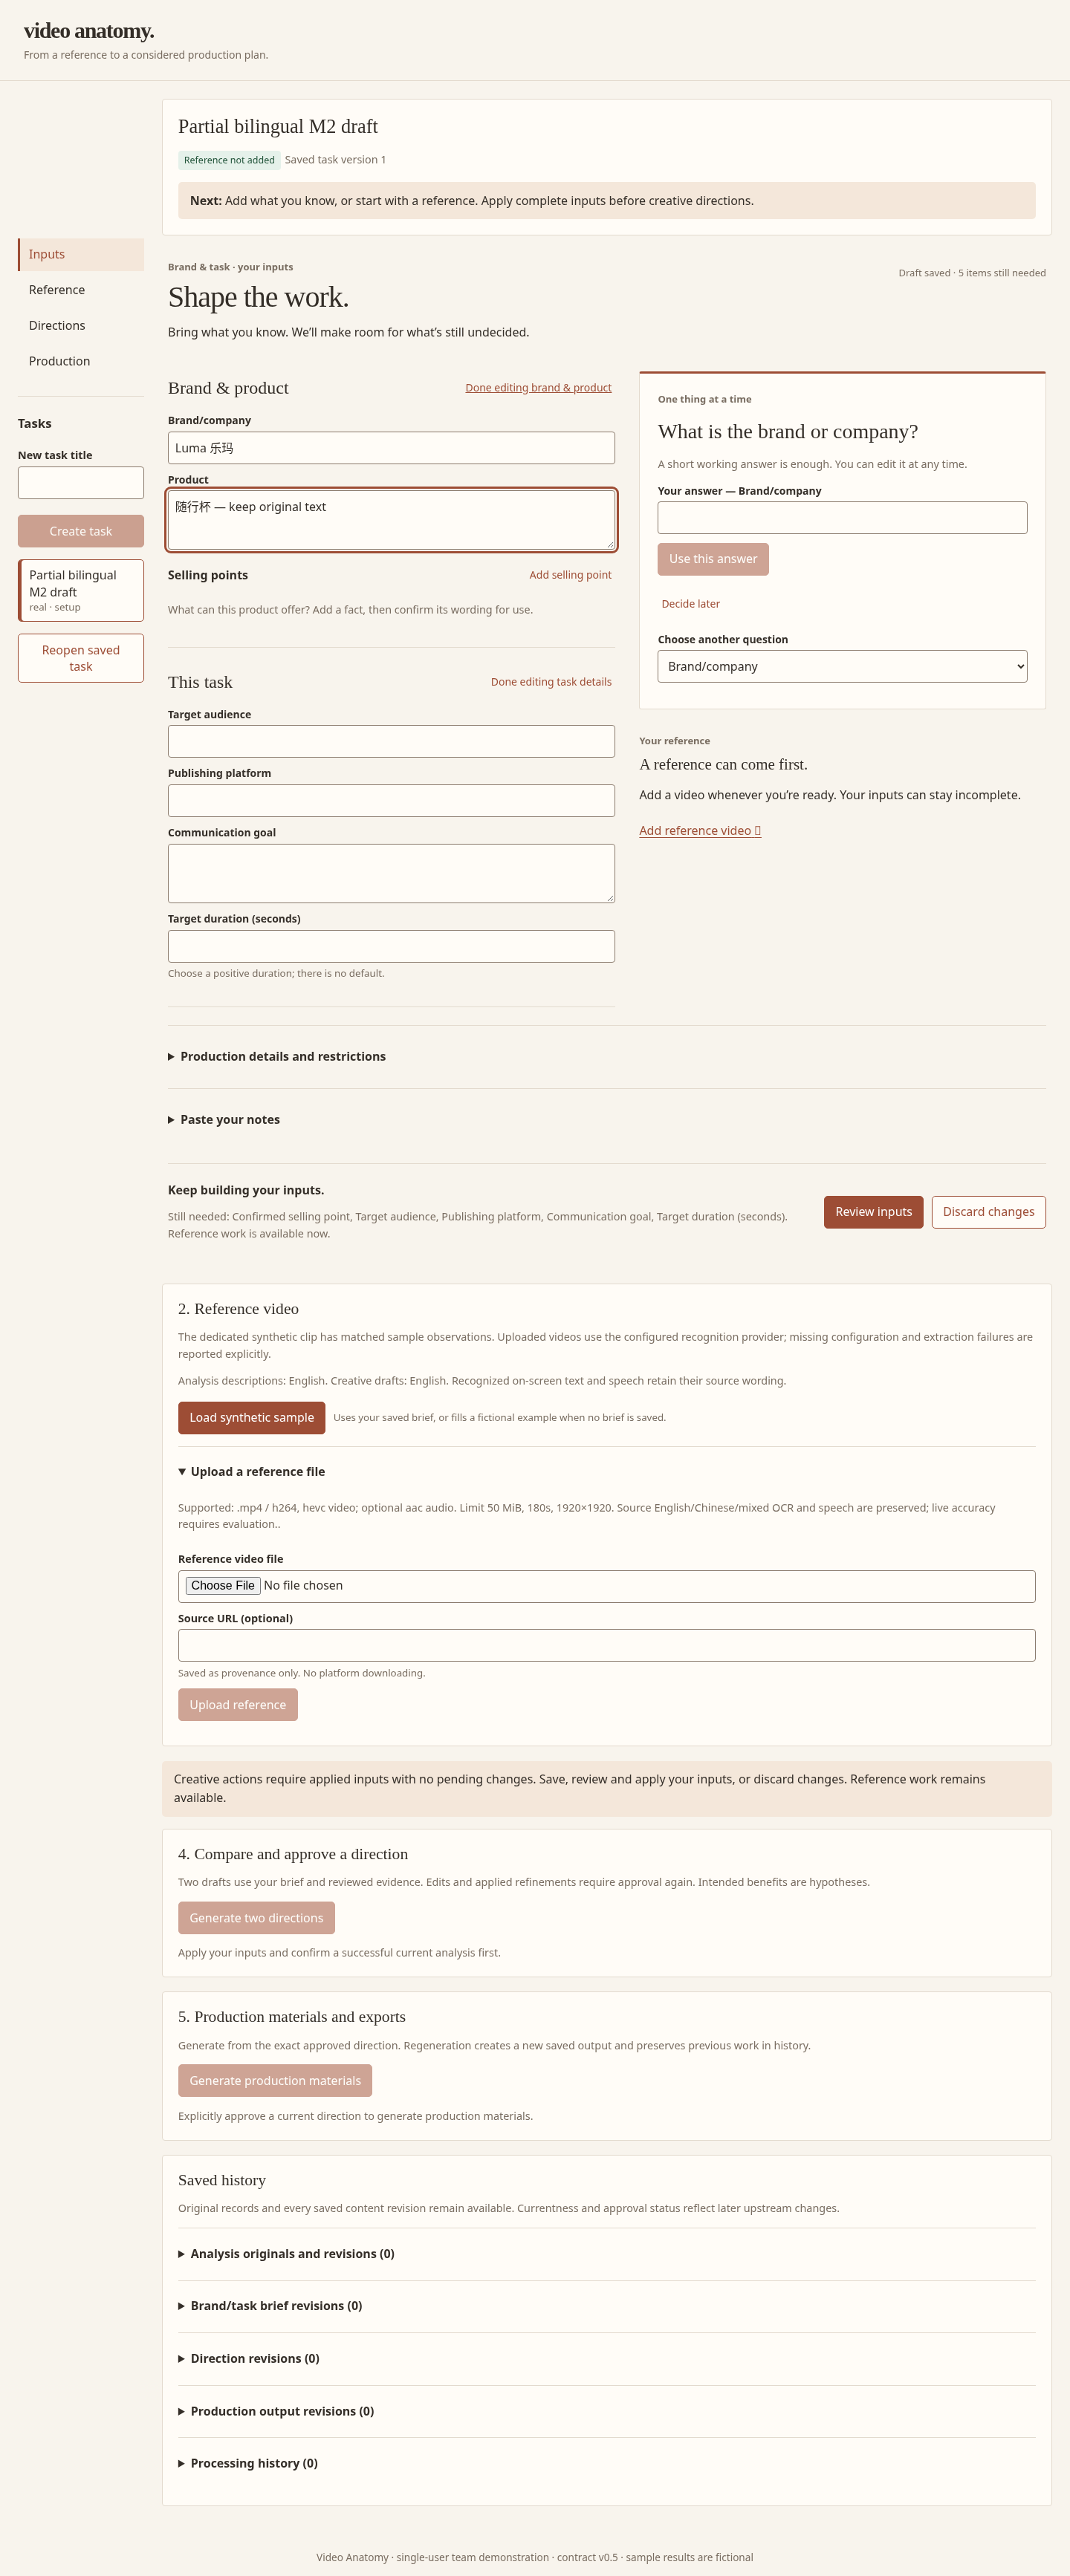 video anatomy.
From a reference to a considered production plan.
Partial bilingual M2 draft
Reference not added Saved task version 1
Next: Add what you know, or start with a reference. Apply complete inputs before creative directions.
Inputs
Reference
Directions
Production
Tasks
New task title
Create task
Partial bilingual
M2 draft
real · setup
Reopen saved
task
Brand & task · your inputs
Draft saved · 5 items still needed
Shape the work.
Bring what you know. We’ll make room for what’s still undecided.
Brand & product
Done editing brand & product
Brand/company
Luma 乐玛
Product
随行杯 — keep original text
Selling points
Add selling point
What can this product offer? Add a fact, then confirm its wording for use.
This task
Done editing task details
Target audience
Publishing platform
Communication goal
Target duration (seconds)
Choose a positive duration; there is no default.
One thing at a time
What is the brand or company?
A short working answer is enough. You can edit it at any time.
Your answer — Brand/company
Use this answer
Decide later
Choose another question
Brand/company
Your reference
A reference can come first.
Add a video whenever you’re ready. Your inputs can stay incomplete.
Add reference video
Production details and restrictions
Paste your notes
Keep building your inputs.
Still needed: Confirmed selling point, Target audience, Publishing platform, Communication goal, Target duration (seconds).
Reference work is available now.
Review inputs
Discard changes
2. Reference video
The dedicated synthetic clip has matched sample observations. Uploaded videos use the configured recognition provider; missing configuration and extraction failures are
reported explicitly.
Analysis descriptions: English. Creative drafts: English. Recognized on-screen text and speech retain their source wording.
Load synthetic sample
Uses your saved brief, or fills a fictional example when no brief is saved.
Upload a reference file
Supported: .mp4 / h264, hevc video; optional aac audio. Limit 50 MiB, 180s, 1920×1920. Source English/Chinese/mixed OCR and speech are preserved; live accuracy
requires evaluation..
Reference video file
Choose File No file chosen
Source URL (optional)
Saved as provenance only. No platform downloading.
Upload reference
Creative actions require applied inputs with no pending changes. Save, review and apply your inputs, or discard changes. Reference work remains
available.
4. Compare and approve a direction
Two drafts use your brief and reviewed evidence. Edits and applied refinements require approval again. Intended benefits are hypotheses.
Generate two directions
Apply your inputs and confirm a successful current analysis first.
5. Production materials and exports
Generate from the exact approved direction. Regeneration creates a new saved output and preserves previous work in history.
Generate production materials
Explicitly approve a current direction to generate production materials.
Saved history
Original records and every saved content revision remain available. Currentness and approval status reflect later upstream changes.
Analysis originals and revisions (0)
Brand/task brief revisions (0)
Direction revisions (0)
Production output revisions (0)
Processing history (0)
Video Anatomy · single-user team demonstration · contract v0.5 · sample results are fictional